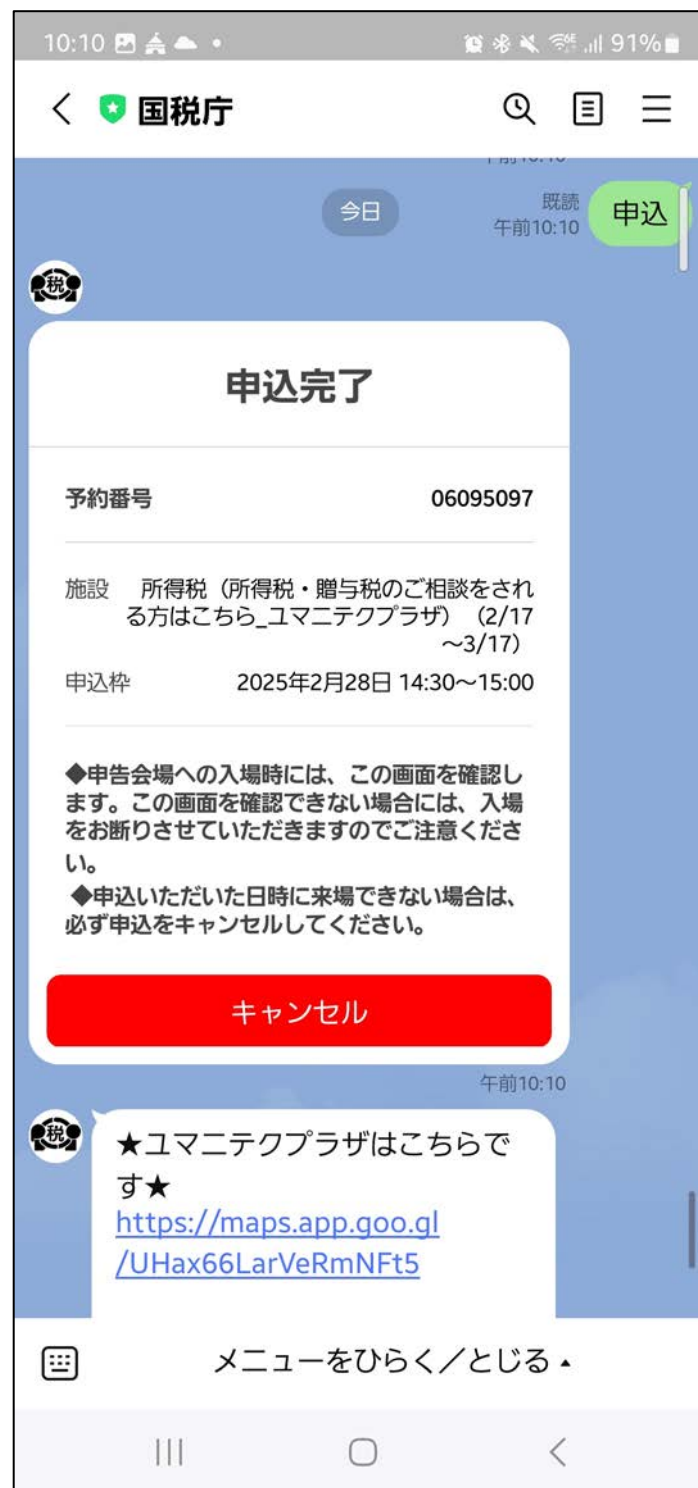 10:10
91%
国税庁
今日
既読
午前10:10
申込
税
申込完了
予約番号 06095097
施設 所得税（所得税・贈与税のご相談をされ
る方はこちら_ユマニテクプラザ）（2/17
～3/17）
申込枠 2025年2月28日 14:30～15:00
◆申告会場への入場時には、この画面を確認し
ます。この画面を確認できない場合には、入場
をお断りさせていただきますのでご注意くださ
い。
◆申込いただいた日時に来場できない場合は、
必ず申込をキャンセルしてください。
キャンセル
午前10:10
税
★ユマニテクプラザはこちらで
す★
https://maps.app.goo.gl
/UHax66LarVeRmNFt5
メニューをひらく／とじる▲